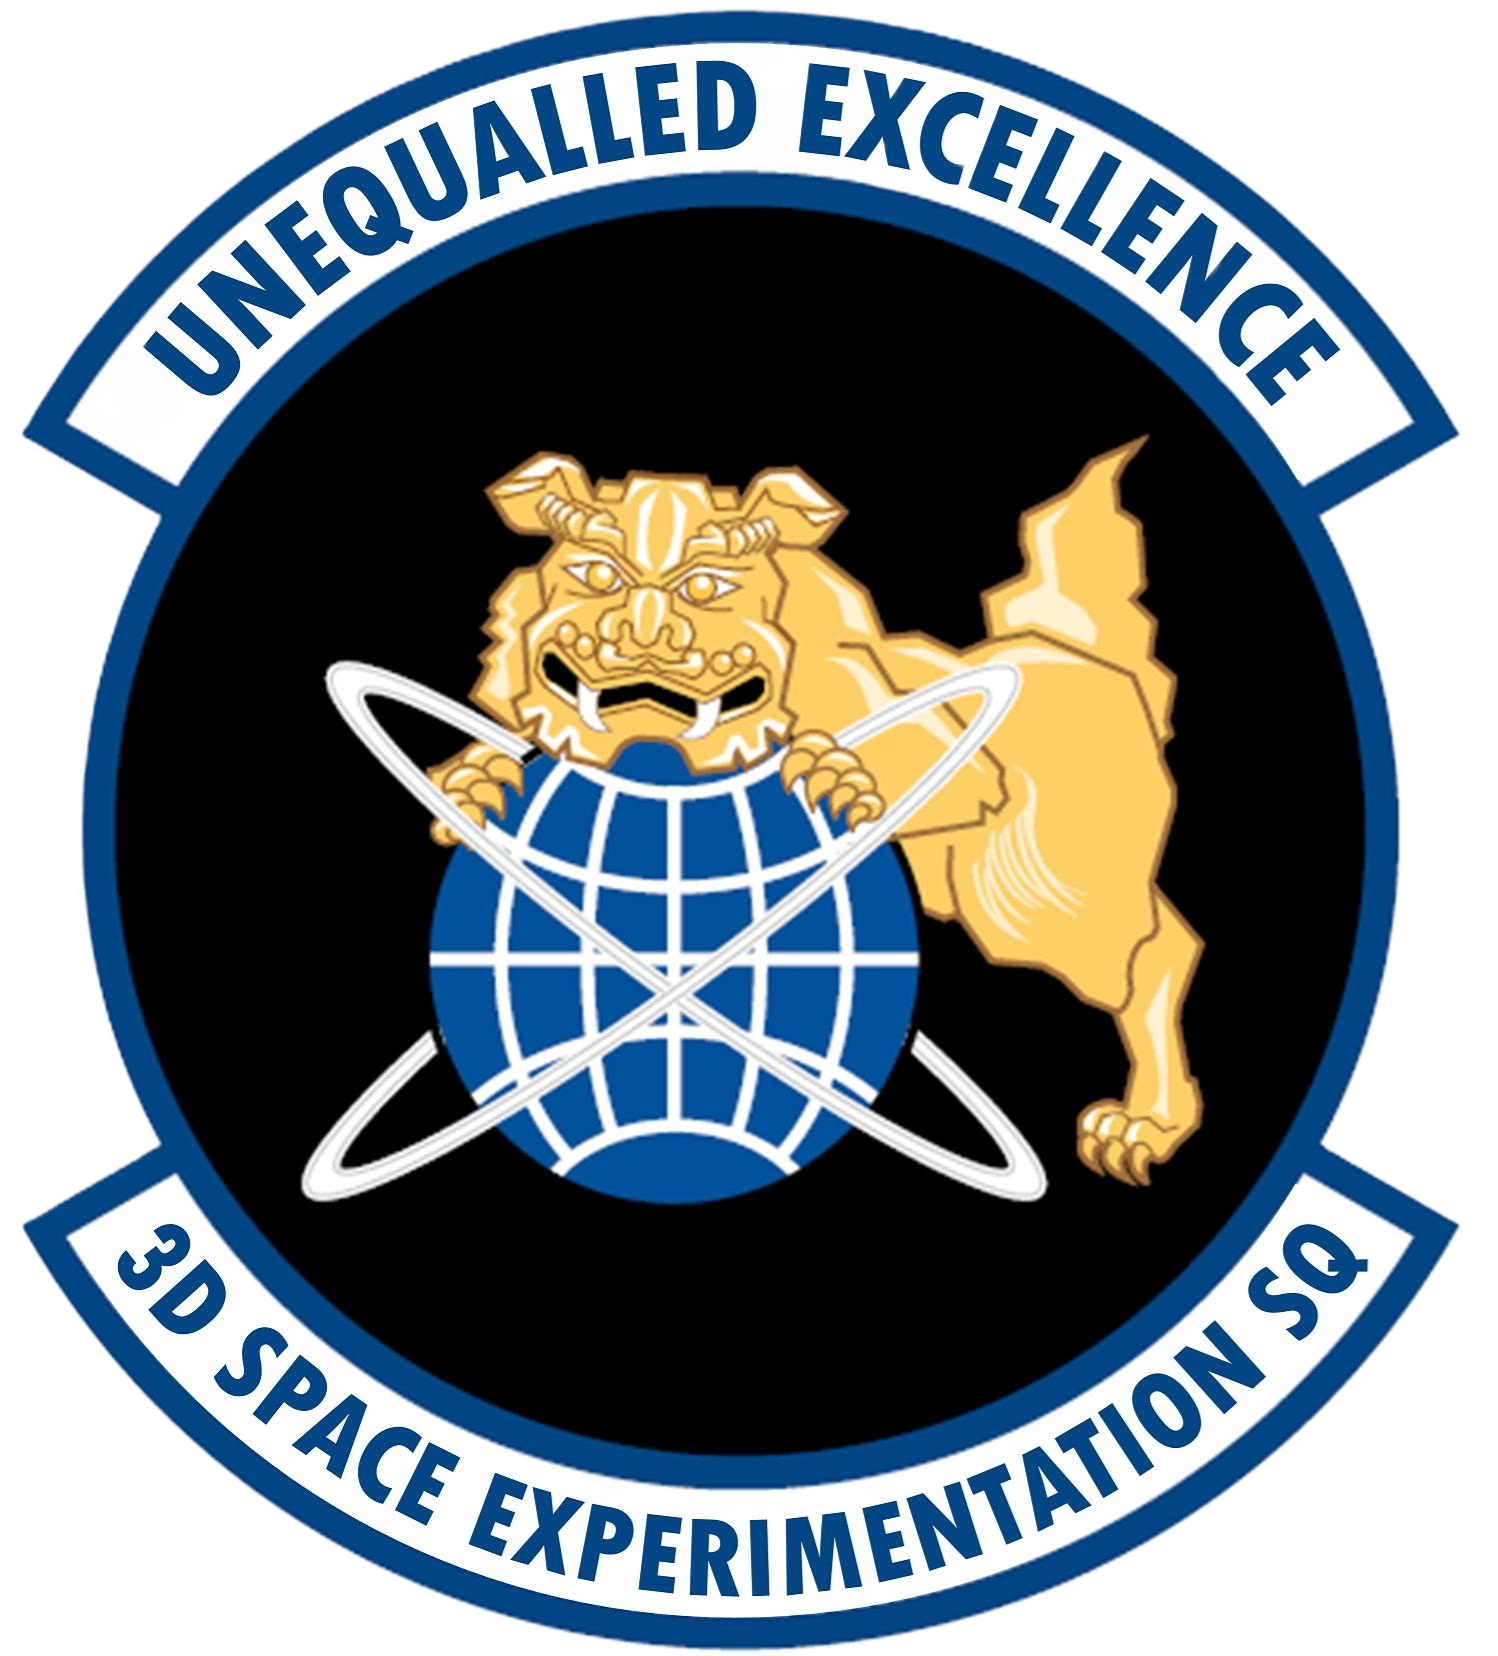 UNEQUALLED EXCELLENCE
3D SPACE EXPERIMENTATION SQ